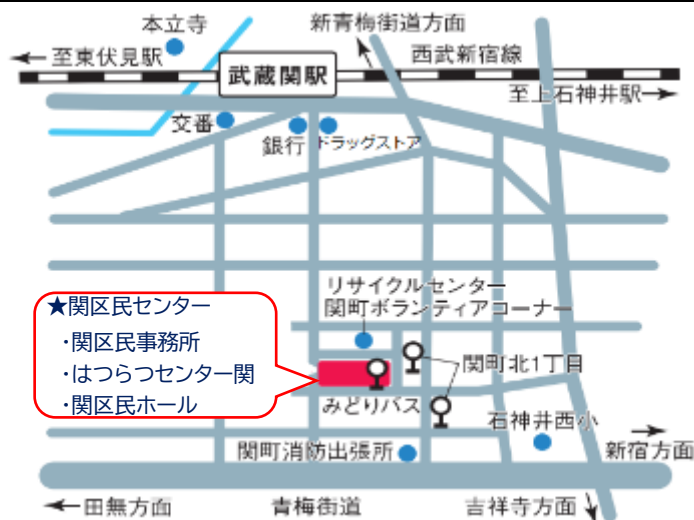 本立寺
新青梅街道方面
←至東伏見駅
武蔵関駅
西武新宿線
至上石神井駅→
交番
銀行
ドラッグストア
リサイクルセンター
関町ボランティアコーナー
★関区民センター
・関区民事務所
・はつらつセンター関
・関区民ホール
関町北1丁目
みどりバス
石神井西小
関町消防出張所
新宿方面
←田無方面
青梅街道
吉祥寺方面